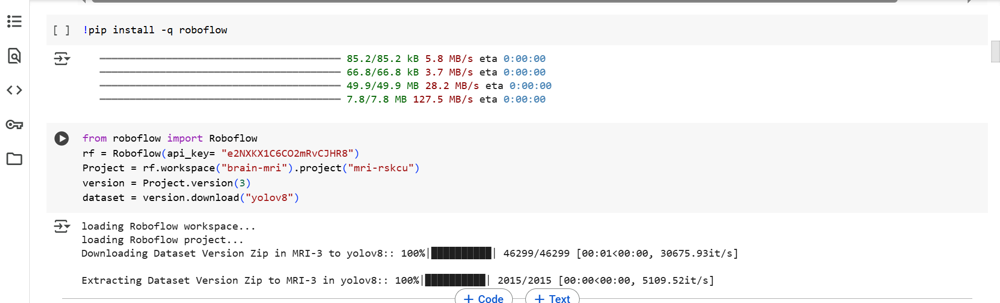 [ ] !pip install -q roboflow
85.2/85.2 kB 5.8 MB/s eta 0:00:00
66.8/66.8 kB 3.7 MB/s eta 0:00:00
49.9/49.9 MB 28.2 MB/s eta 0:00:00
7.8/7.8 MB 127.5 MB/s eta 0:00:00
from roboflow import Roboflow
rf = Roboflow(api_key= "e2NXKX1C6CO2mRvCJHR8")
Project = rf.workspace("brain-mri").project("mri-rskcu")
version = Project.version(3)
dataset = version.download("yolov8")
loading Roboflow workspace...
loading Roboflow project...
Downloading Dataset Version Zip in MRI-3 to yolov8:: 100%|██████████| 46299/46299 [00:01<00:00, 30675.93it/s]
Extracting Dataset Version Zip to MRI-3 in yolov8:: 100%|██████████| 2015/2015 [00:00<00:00, 5109.52it/s]
+ Code + Text